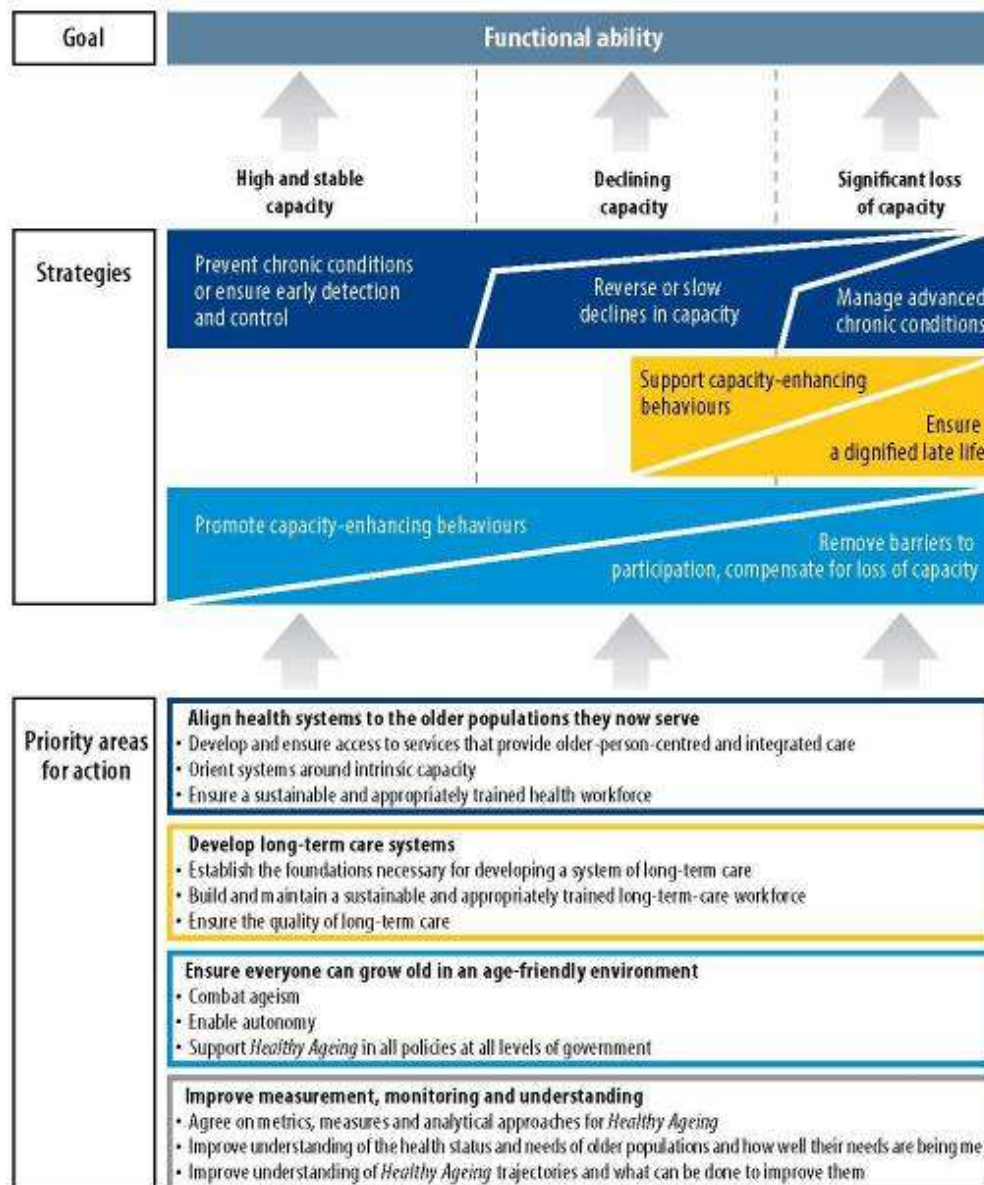 Goal
Functional ability
High and stable
capacity
Declining
capacity
Significant loss
of capacity
Strategies
Prevent chronic conditions
or ensure early detection
and control
Reverse or slow
declines in capacity
Manage advanced
chronic conditions
Support capacity-enhancing
behaviours
Ensure
a dignified late life
Promote capacity-enhancing behaviours
Remove barriers to
participation, compensate for loss of capacity
Priority areas
for action
Align health systems to the older populations they now serve
• Develop and ensure access to services that provide older-person-centred and integrated care
• Orient systems around intrinsic capacity
• Ensure a sustainable and appropriately trained health workforce
Develop long-term care systems
• Establish the foundations necessary for developing a system of long-term care
• Build and maintain a sustainable and appropriately trained long-term-care workforce
• Ensure the quality of long-term care
Ensure everyone can grow old in an age-friendly environment
• Combat ageism
• Enable autonomy
• Support Healthy Ageing in all policies at all levels of government
Improve measurement, monitoring and understanding
• Agree on metrics, measures and analytical approaches for Healthy Ageing
• Improve understanding of the health status and needs of older populations and how well their needs are being me
• Improve understanding of Healthy Ageing trajectories and what can be done to improve them